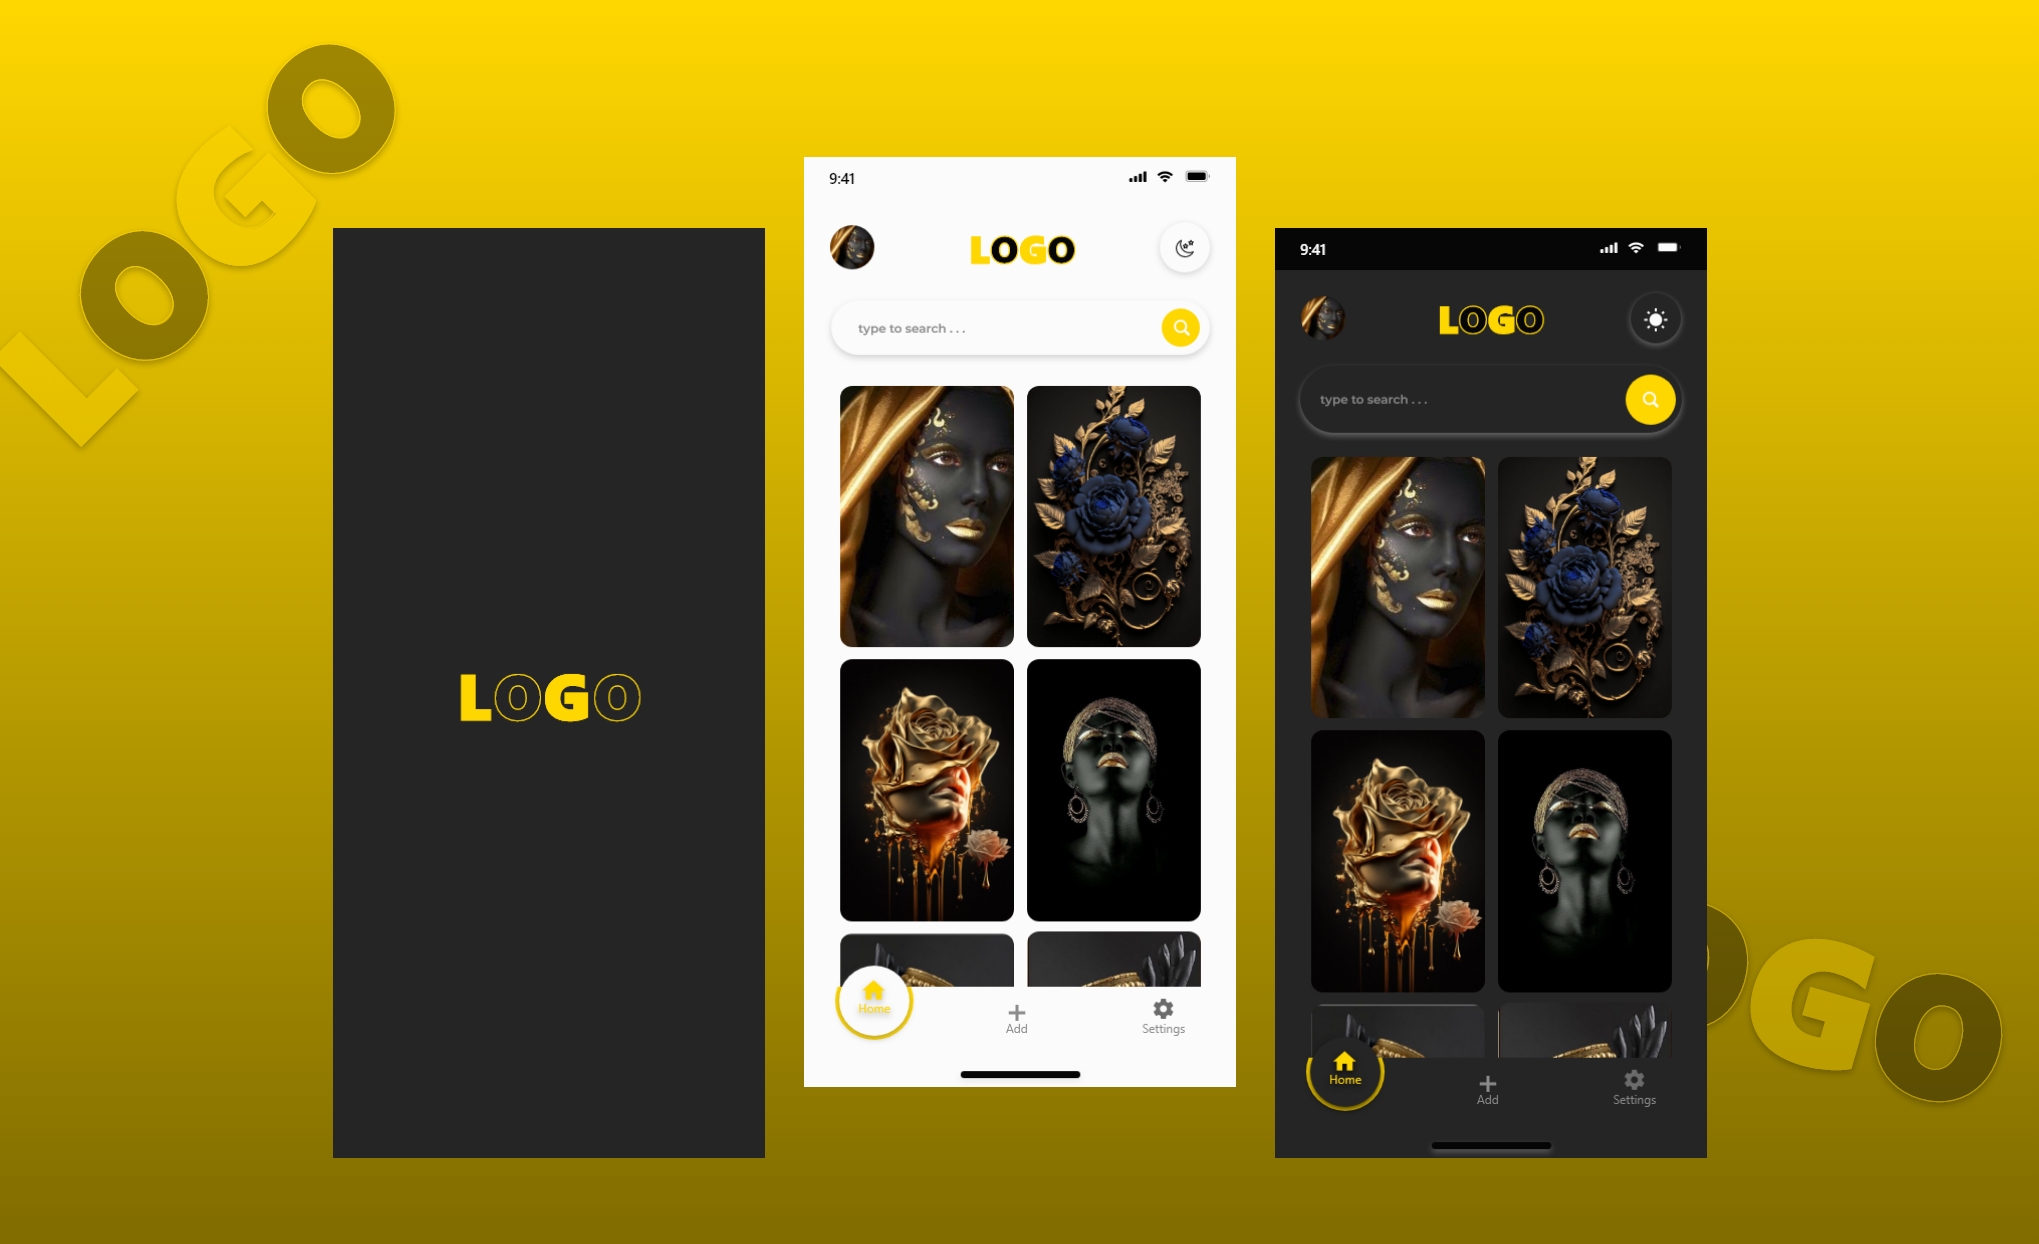 LOGO
LOGO
9:41
LOGO
type to search . . .
Home
Add
Settings
9:41
LOGO
type to search . . .
Home
Add
Settings
OGO